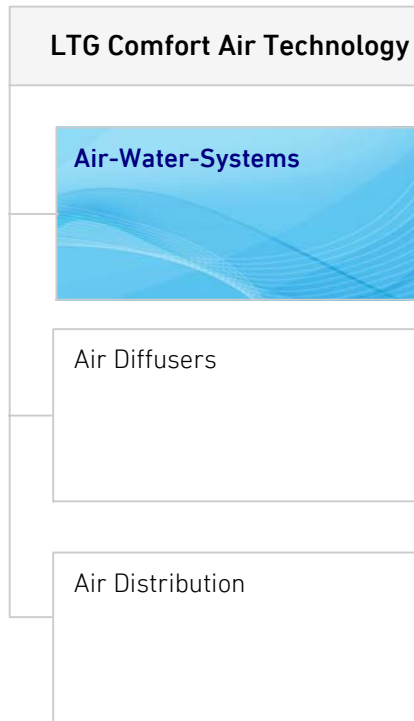 LTG Comfort Air Technology
Air-Water-Systems
Air Diffusers
Air Distribution